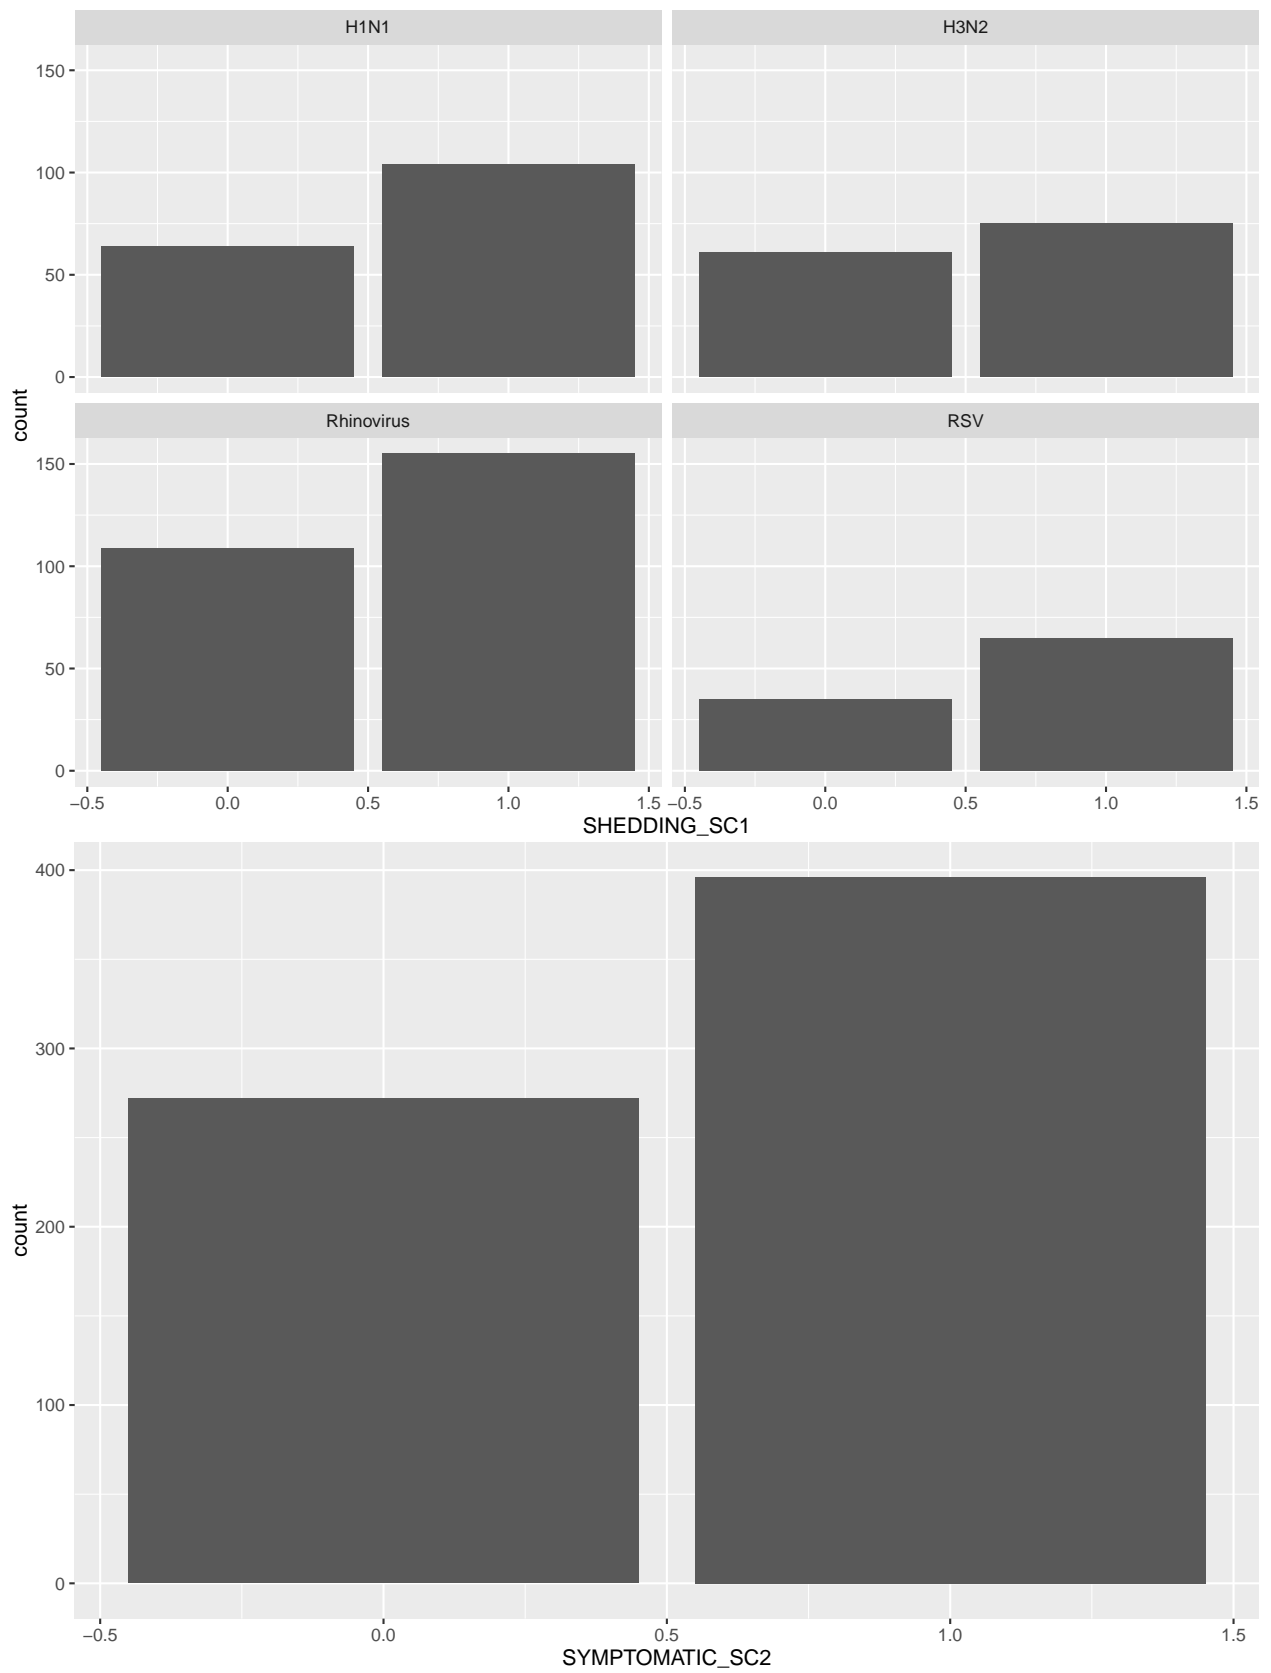 H1N1 H3N2
150
100
50
0
Rhinovirus RSV
150
100
50
0
count
−0.5 0.0 0.5 1.0 1.5 −0.5 0.0 0.5 1.0 1.5
SHEDDING_SC1
400
300
200
100
0
count
−0.5 0.0 0.5 1.0 1.5
SYMPTOMATIC_SC2